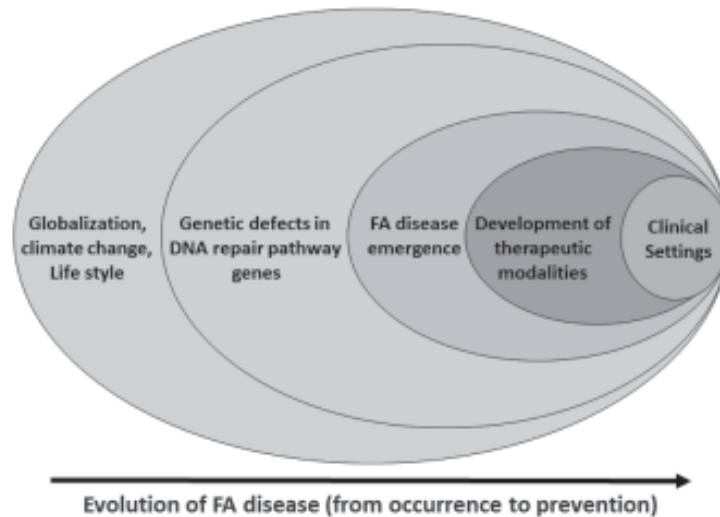 Globalization,
climate change,
Life style
Genetic defects in
DNA repair pathway
genes
FA disease
emergence
Development of
therapeutic
modalities
Clinical
Settings
Evolution of FA disease (from occurrence to prevention)